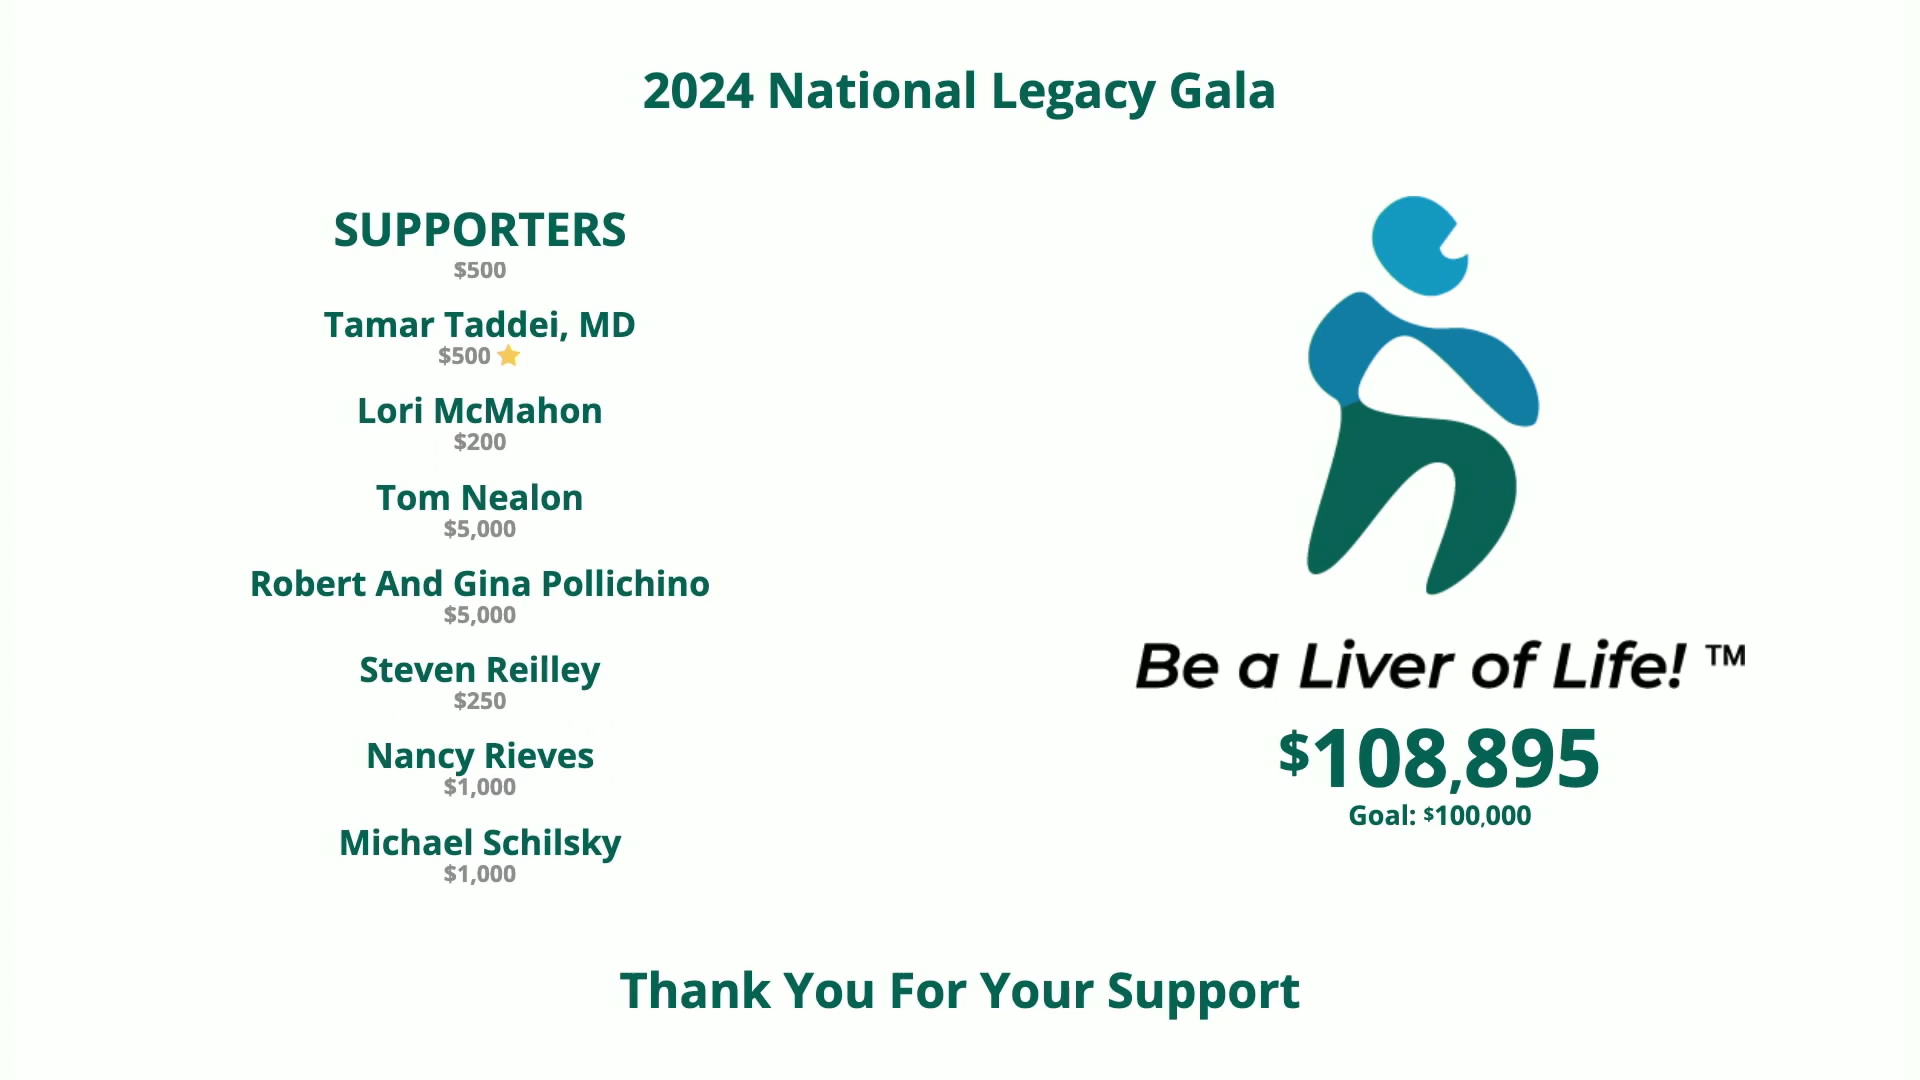 2024 National Legacy Gala
SUPPORTERS
$500
Tamar Taddei, MD
$500 ⭐
Lori McMahon
$200
Tom Nealon
$5,000
Robert And Gina Pollichino
$5,000
Steven Reilley
$250
Nancy Rieves
$1,000
Michael Schilsky
$1,000
Be a Liver of Life! ™
$108,895
Goal: $100,000
Thank You For Your Support